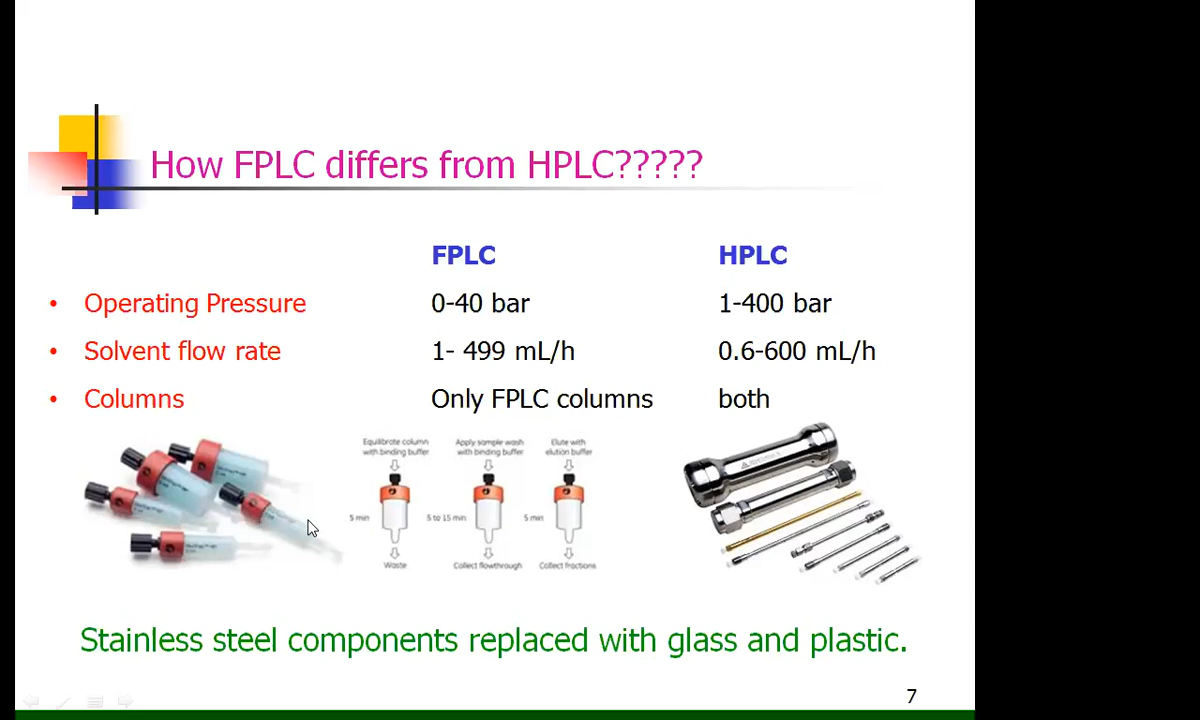 How FPLC differs from HPLC?????
FPLC HPLC
• Operating Pressure 0-40 bar 1-400 bar
• Solvent flow rate 1- 499 mL/h 0.6-600 mL/h
• Columns Only FPLC columns both
Equilibrate column Apply sample wash Elute with
with binding buffer with binding buffer elution buffer
5 min 5 to 15 min 5 min
Waste Collect flowthrough Collect fractions
Stainless steel components replaced with glass and plastic.
7